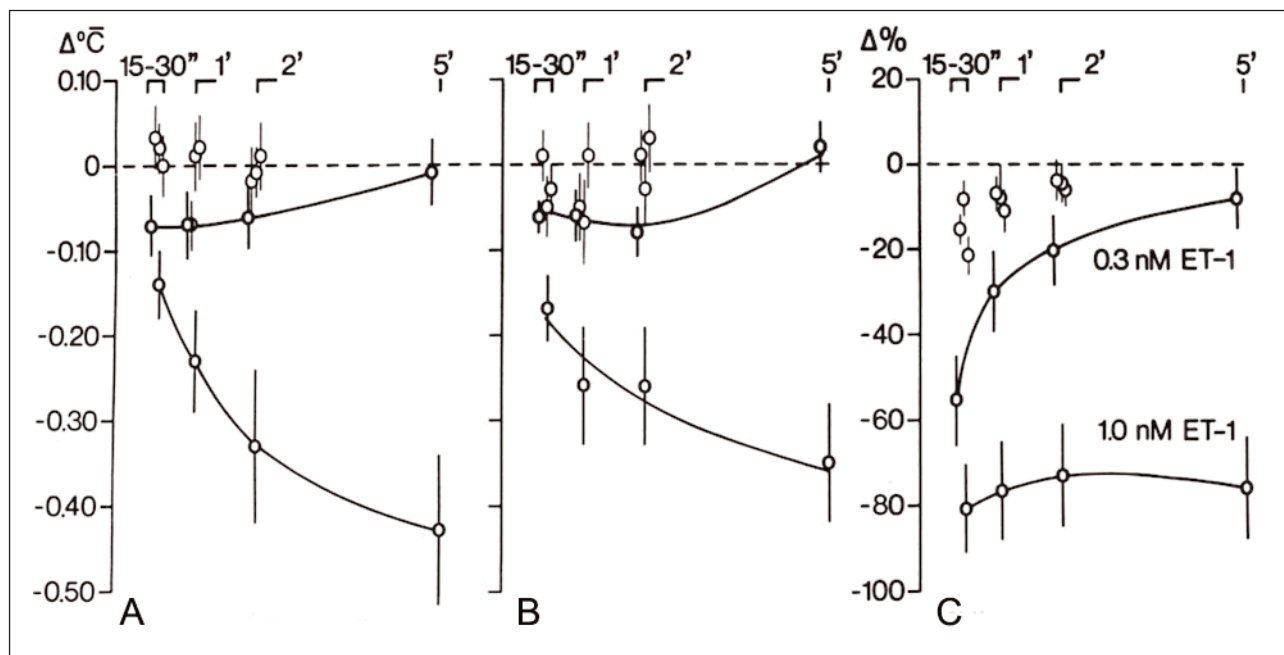 Δ°C̄
15-30” 1’ 2’ 5’
0.10
0
-0.10
-0.20
-0.30
-0.40
-0.50
A
15-30” 1’ 2’ 5’
B
Δ%
15-30” 1’ 2’ 5’
20
0
-20
-40
-60
-80
-100
0.3 nM ET-1
1.0 nM ET-1
C